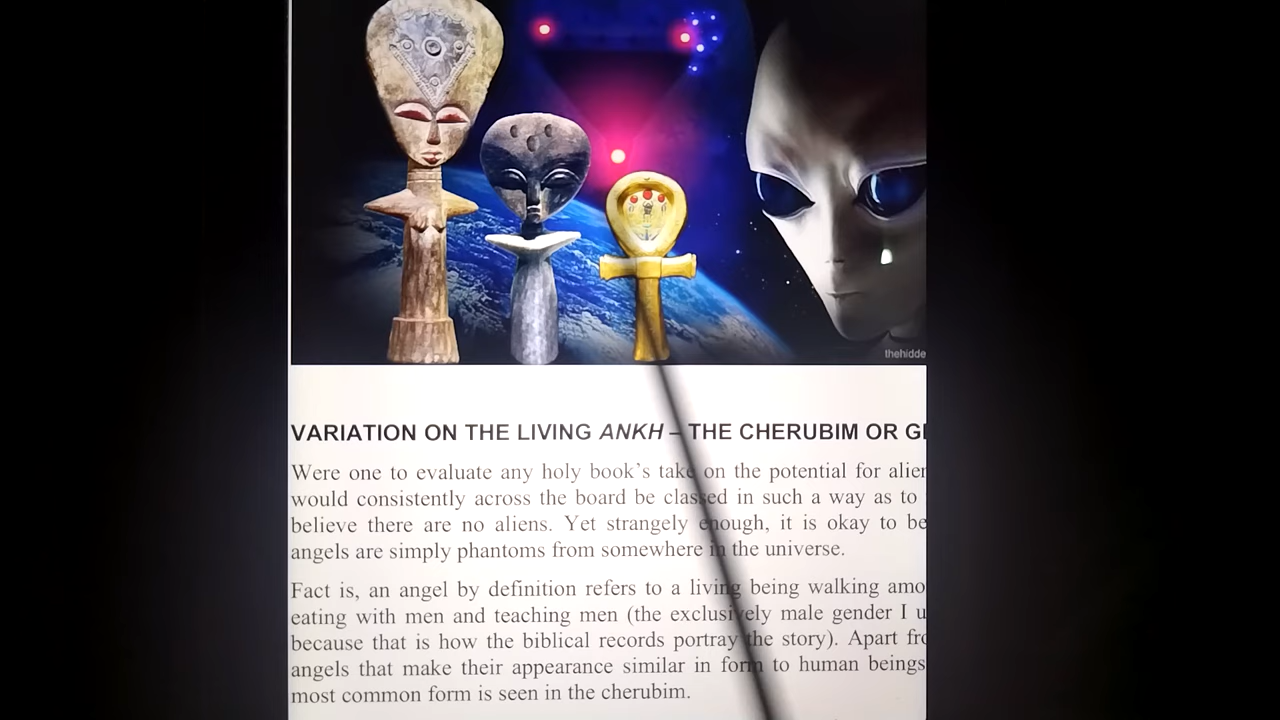 thehidde
VARIATION ON THE LIVING ANKH – THE CHERUBIM OR
Were one to evaluate any holy book's take on the potential for alien
would consistently across the board be classed in such a way as to
believe there are no aliens. Yet strangely enough, it is okay to be
angels are simply phantoms from somewhere in the universe.
Fact is, an angel by definition refers to a living being walking amo
eating with men and teaching men (the exclusively male gender I u
because that is how the biblical records portray the story). Apart fro
angels that make their appearance similar in form to human beings
most common form is seen in the cherubim.